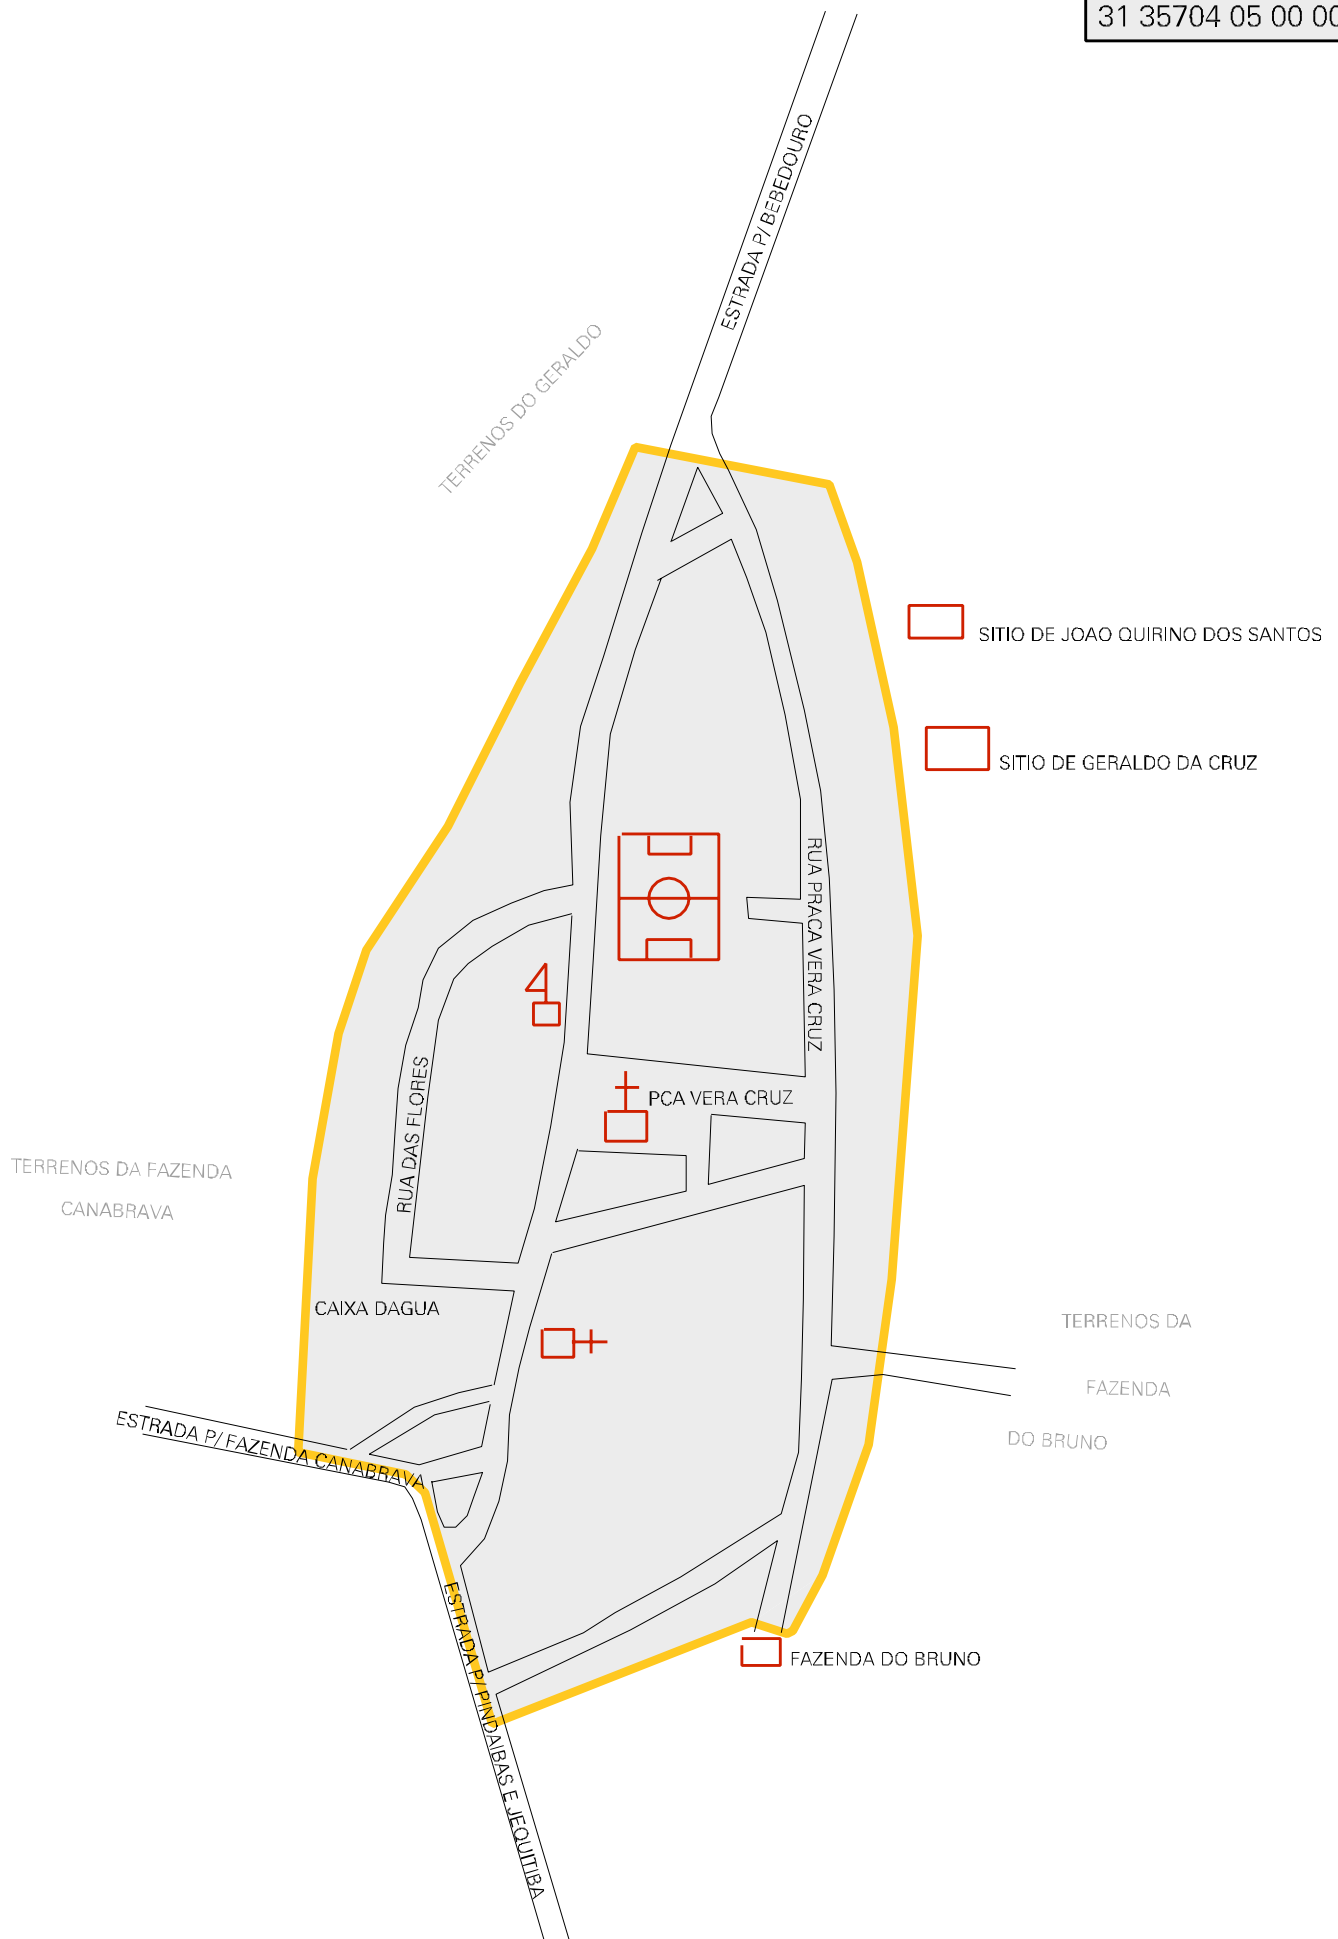 31 35704 05 00 00
ESTRADA P/ BEBEDOURO
TERRENOS DO GERALDO
SITIO DE JOAO QUIRINO DOS SANTOS
SITIO DE GERALDO DA CRUZ
RUA PRACA VERA CRUZ
RUA DAS FLORES
PCA VERA CRUZ
TERRENOS DA FAZENDA
CANABRAVA
CAIXA DAGUA
TERRENOS DA
FAZENDA
DO BRUNO
ESTRADA P/ FAZENDA CANABRAVA
ESTRADA P/ PINDAIBAS E JEQUITIBA
FAZENDA DO BRUNO